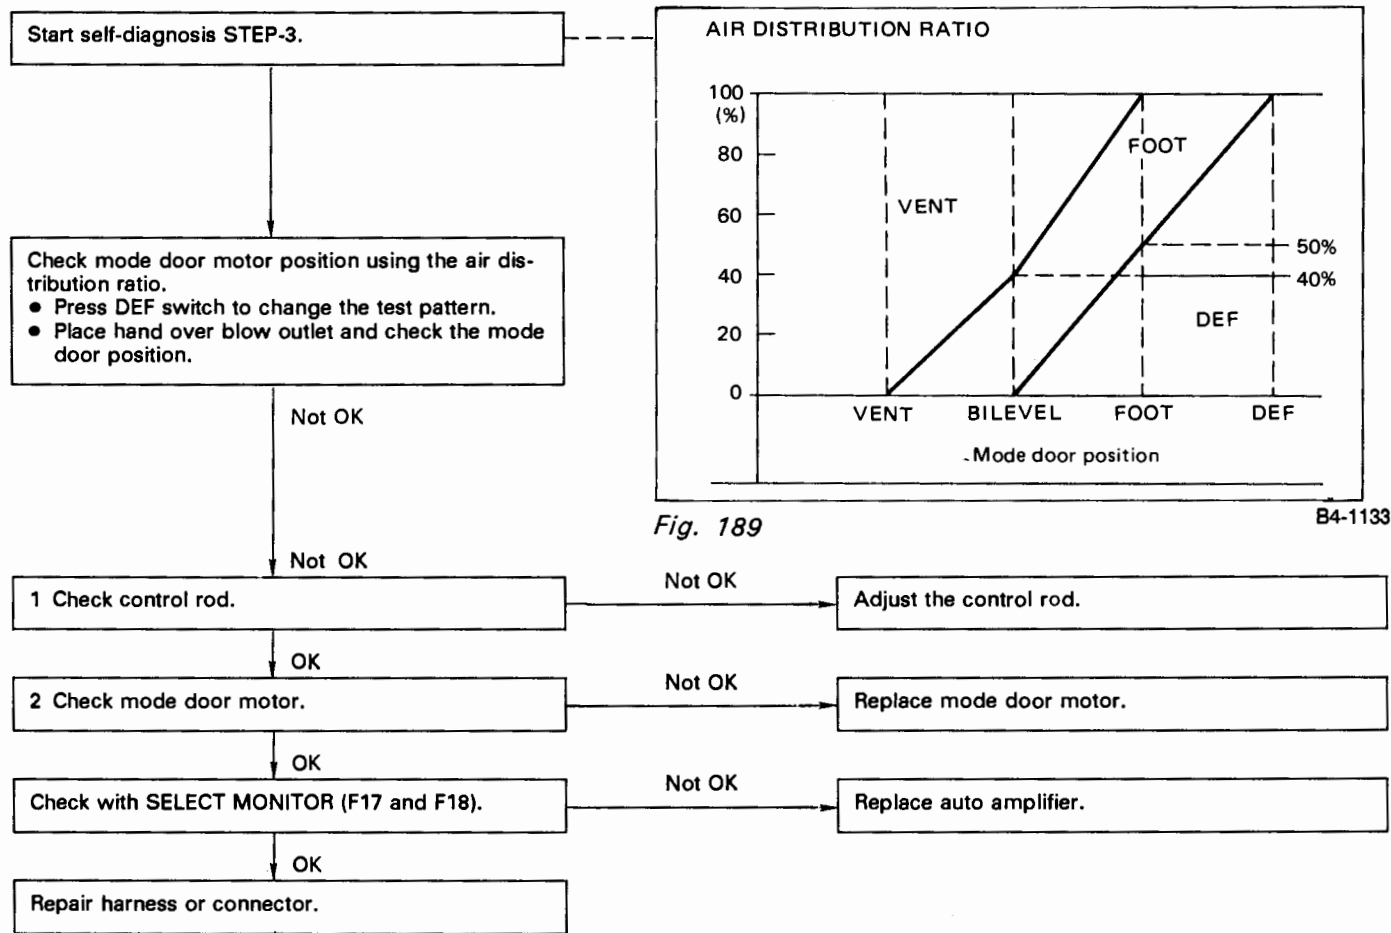 Start self-diagnosis STEP-3.
AIR DISTRIBUTION RATIO
100
(%)
80
60
40
20
0
VENT
FOOT
DEF
50%
40%
VENT BILEVEL FOOT DEF
Mode door position
Fig. 189
B4-1133
Check mode door motor position using the air dis-
tribution ratio.
● Press DEF switch to change the test pattern.
● Place hand over blow outlet and check the mode
door position.
Not OK
Not OK
1 Check control rod.
Not OK
Adjust the control rod.
OK
2 Check mode door motor.
Not OK
Replace mode door motor.
OK
Check with SELECT MONITOR (F17 and F18).
Not OK
Replace auto amplifier.
OK
Repair harness or connector.